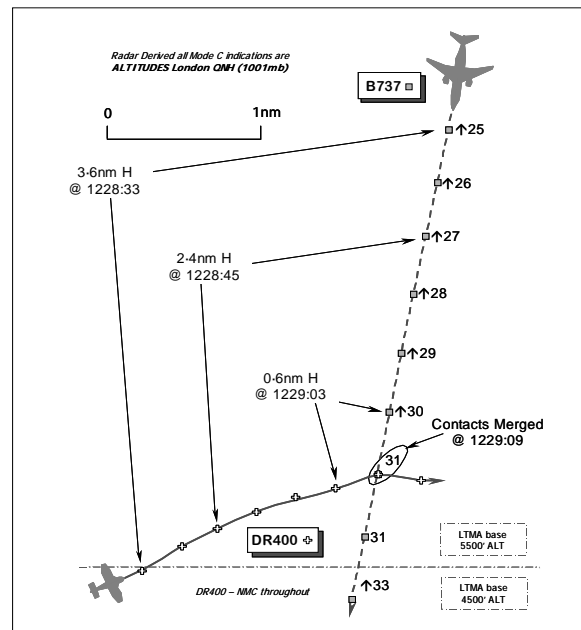 Radar Derived all Mode C indications are
ALTITUDES London QNH (1001mb)
B737
0
1nm
↑25
3·6nm H
@ 1228:33
↑26
↑27
2·4nm H
@ 1228:45
↑28
↑29
0·6nm H
@ 1229:03
↑30
Contacts Merged
@ 1229:09
31
DR400
31
LTMA base
5500' ALT
↑33
DR400 – NMC throughout
LTMA base
4500' ALT